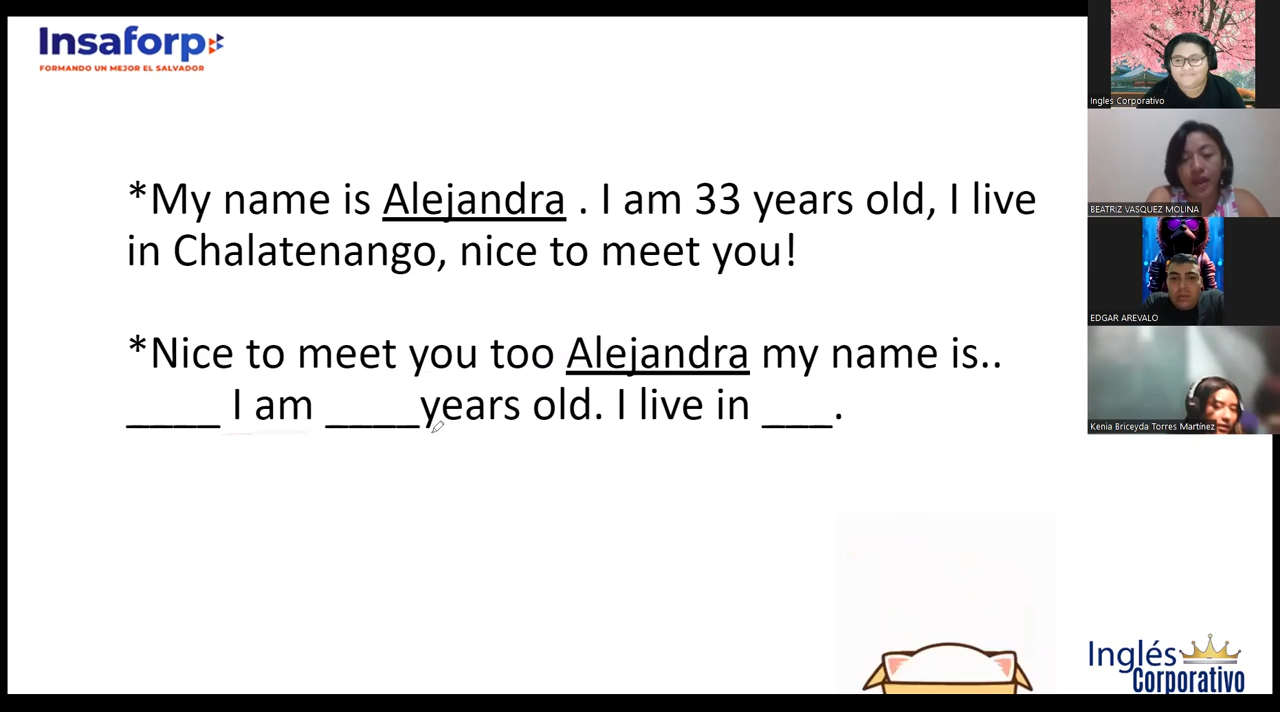 Insaforp
FORMANDO UN MEJOR EL SALVADOR
*My name is Alejandra . I am 33 years old, I live
in Chalatenango, nice to meet you!
*Nice to meet you too Alejandra my name is..
____ I am ____years old. I live in ___.
Ingles Corporativo
BEATRIZ VASQUEZ MOLINA
EDGAR AREVALO
Kenia Briceyda Torres Martínez
Inglés
Corporativo